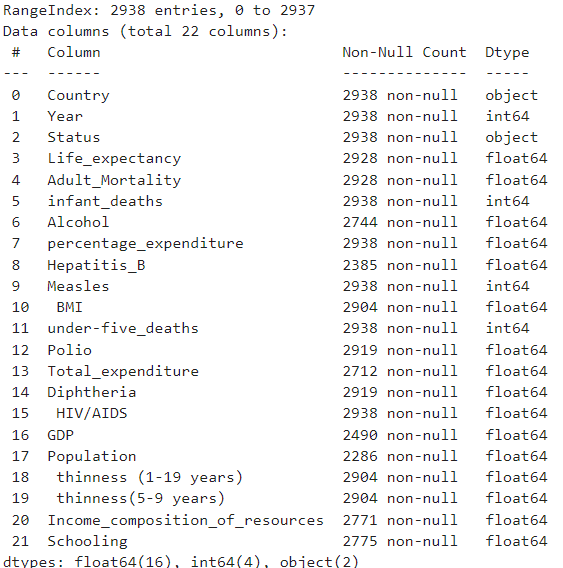 RangeIndex: 2938 entries, 0 to 2937
Data columns (total 22 columns):
 #   Column                           Non-Null Count  Dtype
---  ------                           --------------  -----
 0   Country                          2938 non-null   object
 1   Year                             2938 non-null   int64
 2   Status                           2938 non-null   object
 3   Life_expectancy                  2928 non-null   float64
 4   Adult_Mortality                  2928 non-null   float64
 5   infant_deaths                    2938 non-null   int64
 6   Alcohol                          2744 non-null   float64
 7   percentage_expenditure           2938 non-null   float64
 8   Hepatitis_B                      2385 non-null   float64
 9   Measles                          2938 non-null   int64
 10   BMI                             2904 non-null   float64
 11  under-five_deaths                2938 non-null   int64
 12  Polio                            2919 non-null   float64
 13  Total_expenditure                2712 non-null   float64
 14  Diphtheria                       2919 non-null   float64
 15   HIV/AIDS                        2938 non-null   float64
 16  GDP                              2490 non-null   float64
 17  Population                       2286 non-null   float64
 18   thinness (1-19 years)           2904 non-null   float64
 19   thinness(5-9 years)             2904 non-null   float64
 20  Income_composition_of_resources  2771 non-null   float64
 21  Schooling                        2775 non-null   float64
dtypes: float64(16), int64(4), object(2)